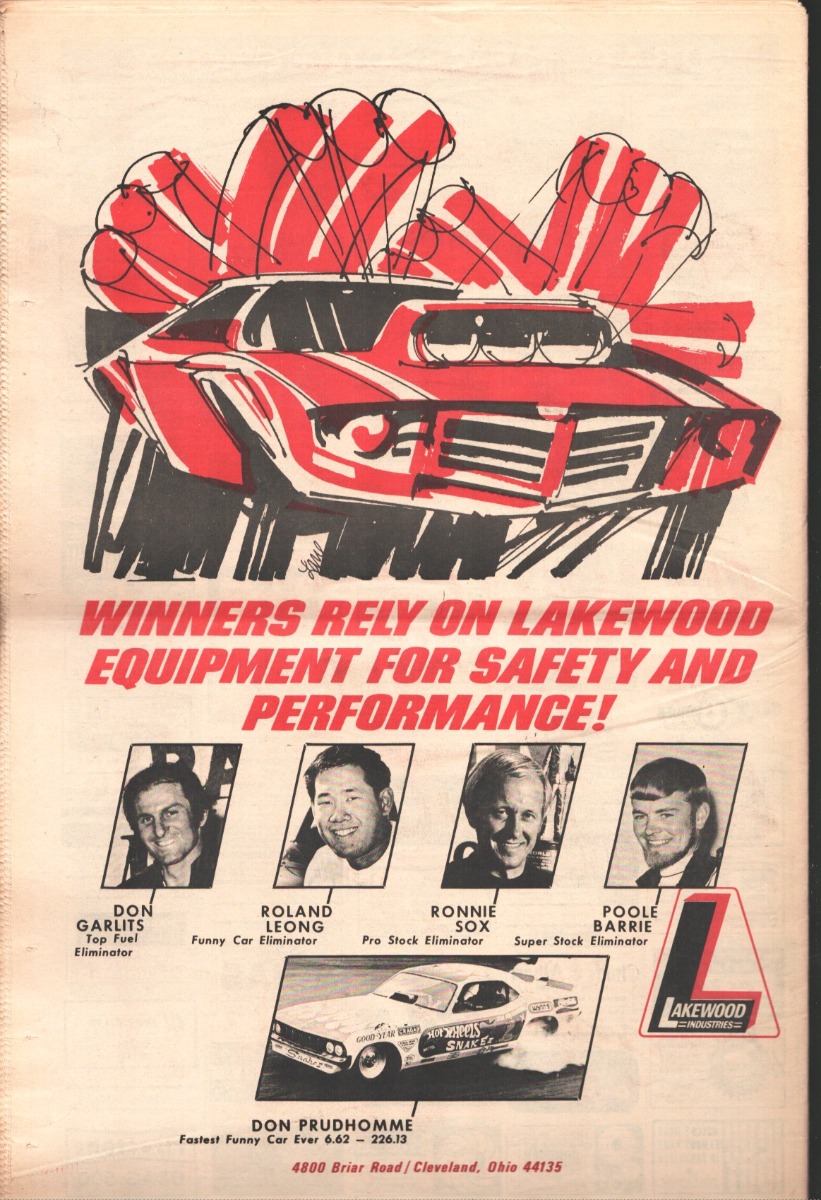 WINNERS RELY ON LAKEWOOD
EQUIPMENT FOR SAFETY AND
PERFORMANCE!
DON
GARLITS
Top Fuel
Eliminator
ROLAND
LEONG
Funny Car Eliminator
RONNIE
SOX
Pro Stock Eliminator
POOLE
BARRIE
Super Stock Eliminator
L
LAKEWOOD
INDUSTRIES
GOODYEAR
HOT WHEELS
SNAKE
Snake
DON PRUDHOMME
Fastest Funny Car Ever 6.62 — 226.13
4800 Briar Road / Cleveland, Ohio 44135